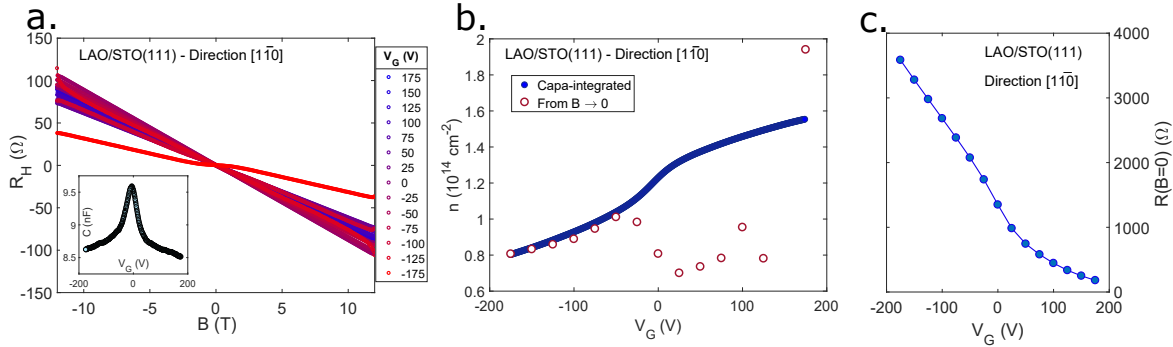 a.
LAO/STO(111) - Direction [11̅0]
R_H (Ω)
150
100
50
0
-50
-100
-150
-10
-5
0
5
10
B (T)
C (nF)
9.5
9
8.5
-200
0
200
V_G (V)
V_G
(V)
175
150
125
100
75
50
25
0
-25
-50
-75
-100
-125
-175
b.
LAO/STO(111) - Direction [11̅0]
Capa-integrated
From B → 0
n (10^14 cm^-2)
2
1.8
1.6
1.4
1.2
1
0.8
0.6
-200
-100
0
100
200
V_G (V)
c.
LAO/STO(111)
Direction [11̅0]
4000
3000
2000
1000
0
R(B=0) (Ω)
-200
-100
0
100
200
V_G (V)